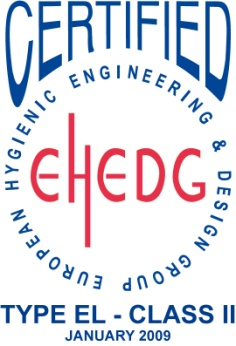 CERTIFIED
EUROPEAN HYGIENIC ENGINEERING & DESIGN GROUP
EHEDG
TYPE EL - CLASS II
JANUARY 2009